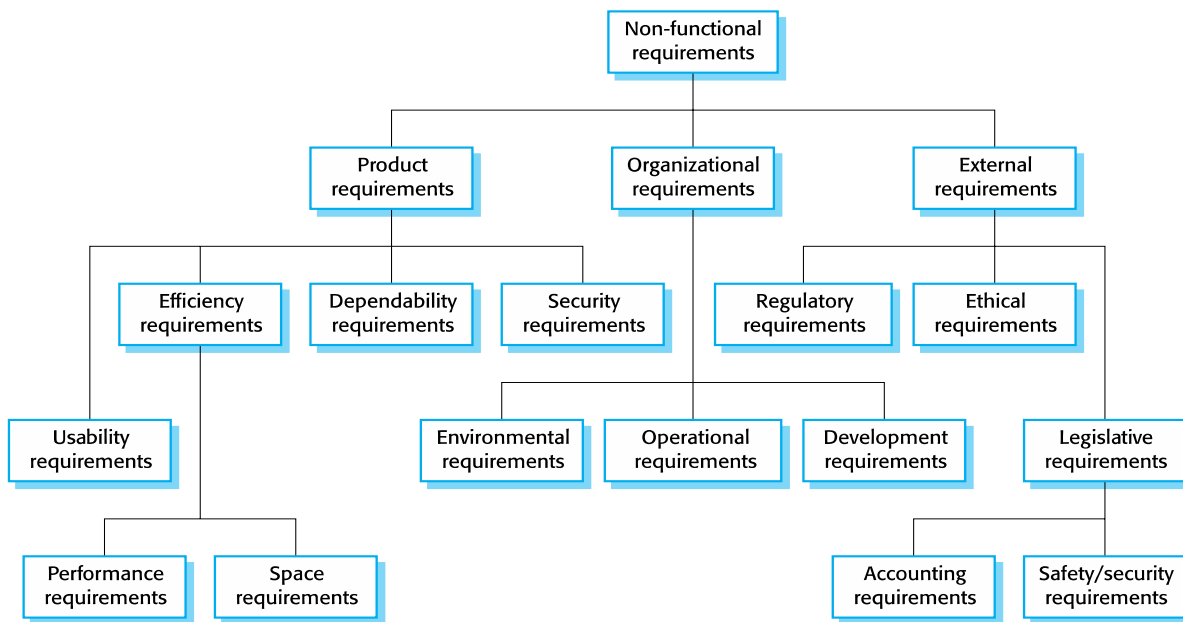 Non-functional
requirements
Product
requirements
Organizational
requirements
External
requirements
Efficiency
requirements
Dependability
requirements
Security
requirements
Regulatory
requirements
Ethical
requirements
Usability
requirements
Environmental
requirements
Operational
requirements
Development
requirements
Legislative
requirements
Performance
requirements
Space
requirements
Accounting
requirements
Safety/security
requirements